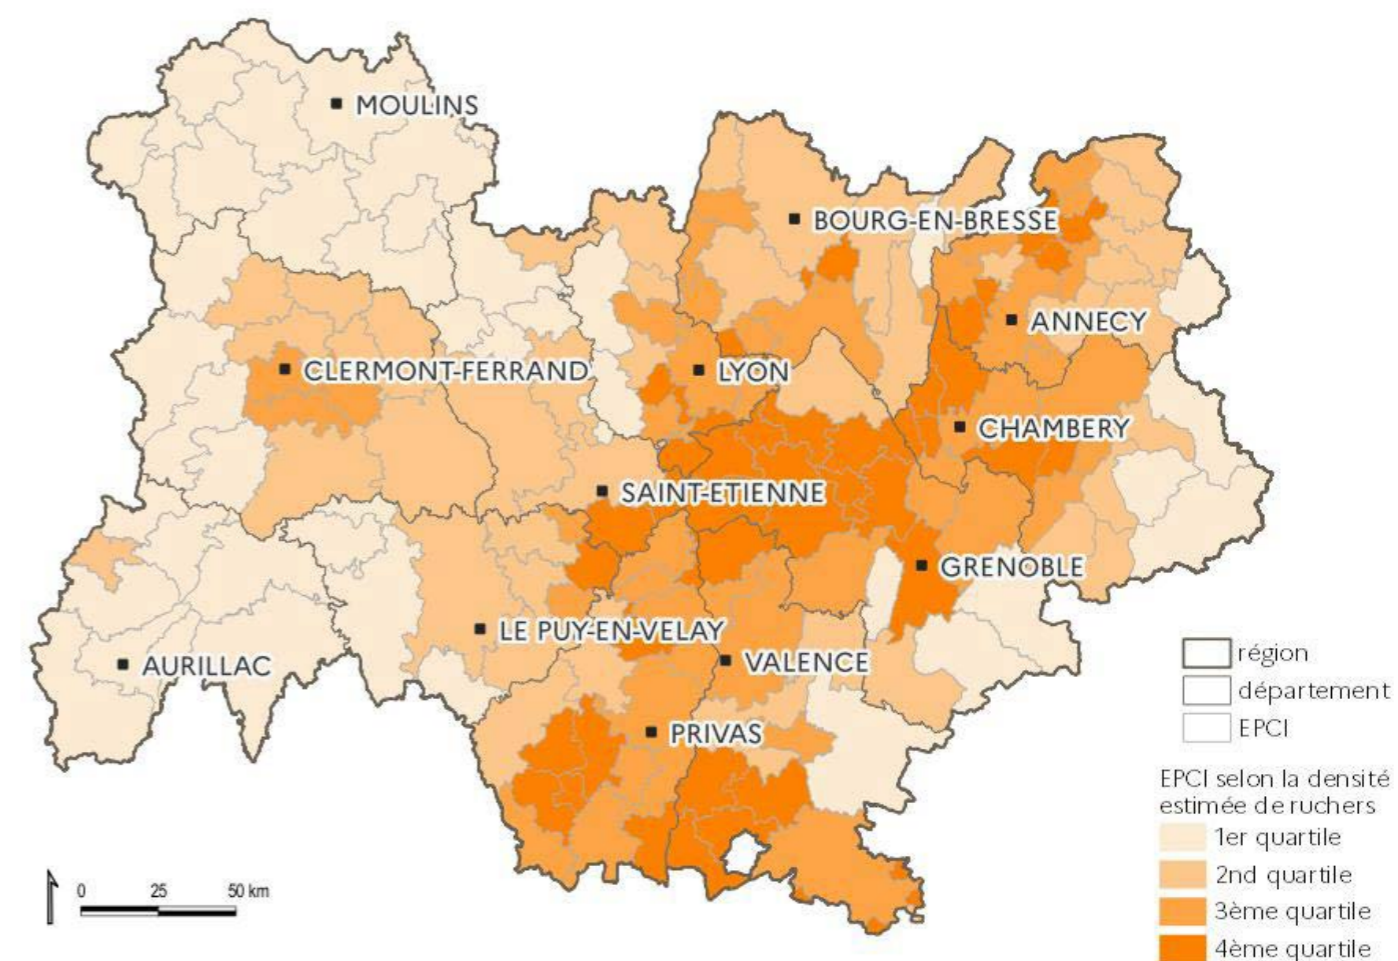 MOULINS
BOURG-EN-BRESSE
ANNECY
CLERMONT-FERRAND
LYON
CHAMBERY
SAINT-ETIENNE
GRENOBLE
LE PUY-EN-VELAY
VALENCE
AURILLAC
PRIVAS
région
département
EPCI
EPCI selon la densité
estimée de ruchers
1er quartile
2nd quartile
3ème quartile
4ème quartile
0 25 50 km